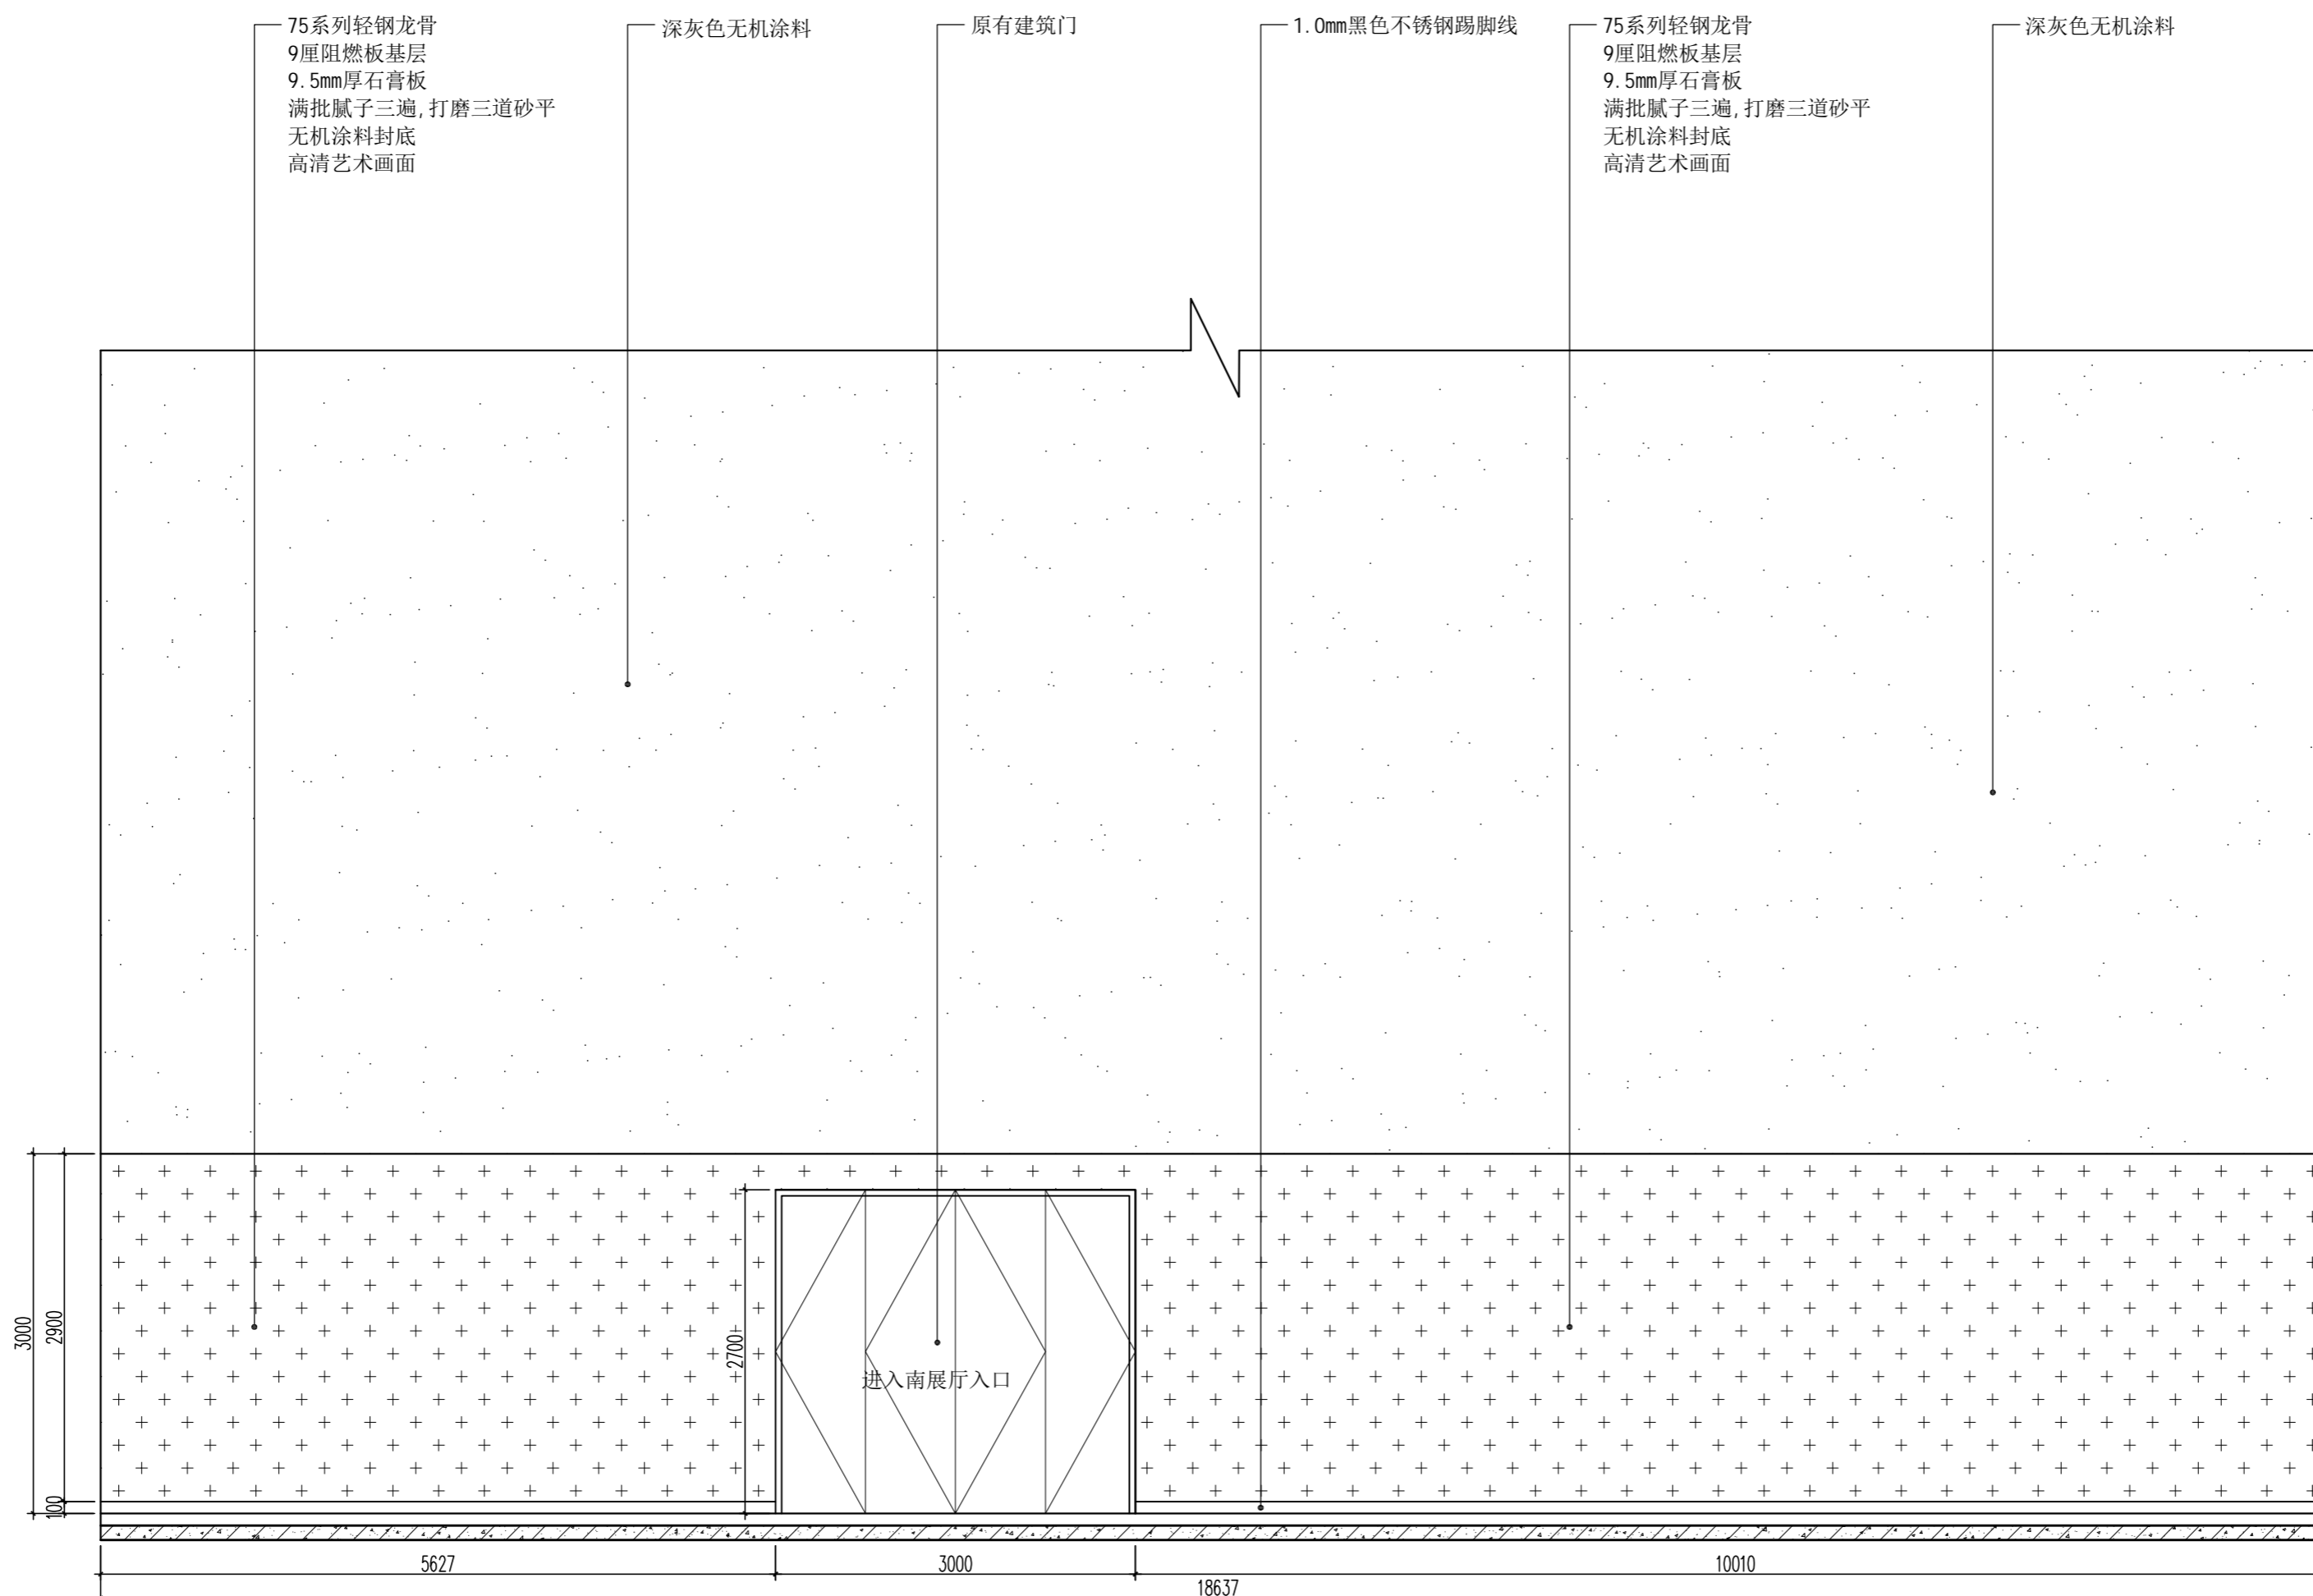 75系列轻钢龙骨
9厘阻燃板基层
9.5mm厚石膏板
满批腻子三遍,打磨三道砂平
无机涂料封底
高清艺术画面
深灰色无机涂料
原有建筑门
1.0mm黑色不锈钢踢脚线
75系列轻钢龙骨
9厘阻燃板基层
9.5mm厚石膏板
满批腻子三遍,打磨三道砂平
无机涂料封底
高清艺术画面
深灰色无机涂料
3000
2900
100
2700
进入南展厅入口
5627
3000
10010
18637